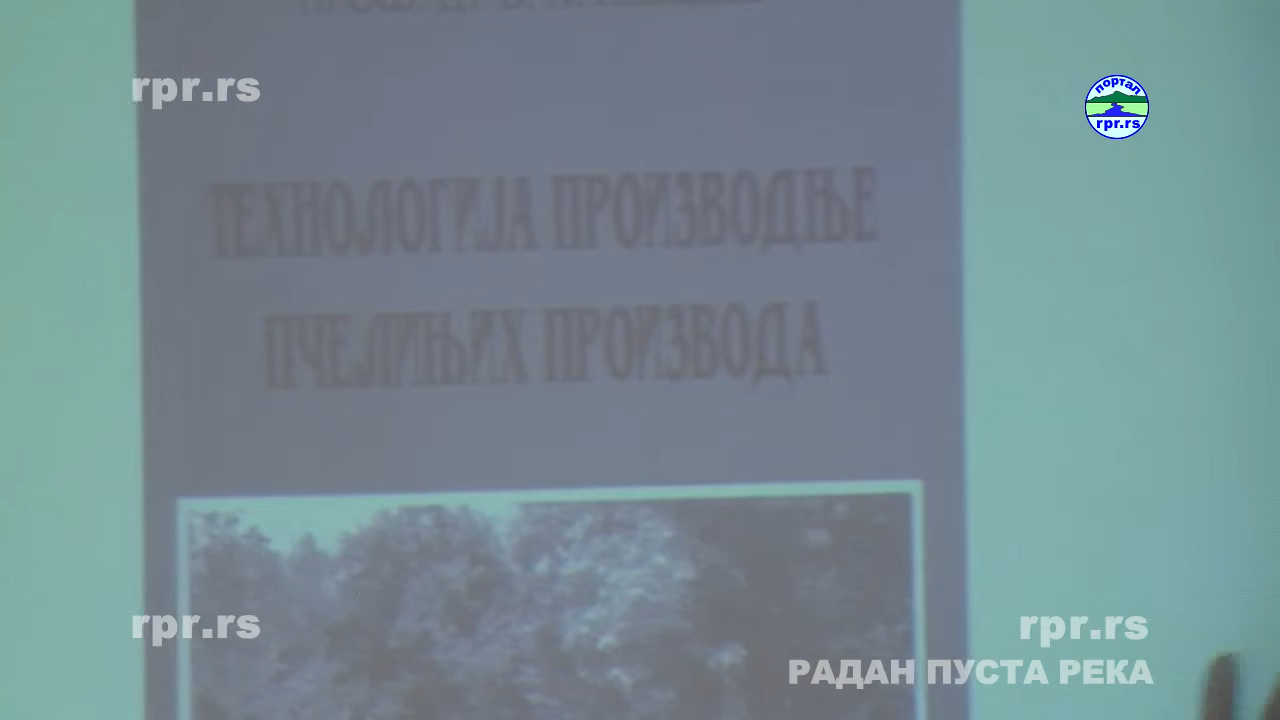 rpr.rs
портал
rpr.rs
ТЕХНОЛОГИЈА ПРОИЗВОДЊЕ
ПЧЕЛИЊИХ ПРОИЗВОДА
rpr.rs
rpr.rs
РАДАН ПУСТА РЕКА